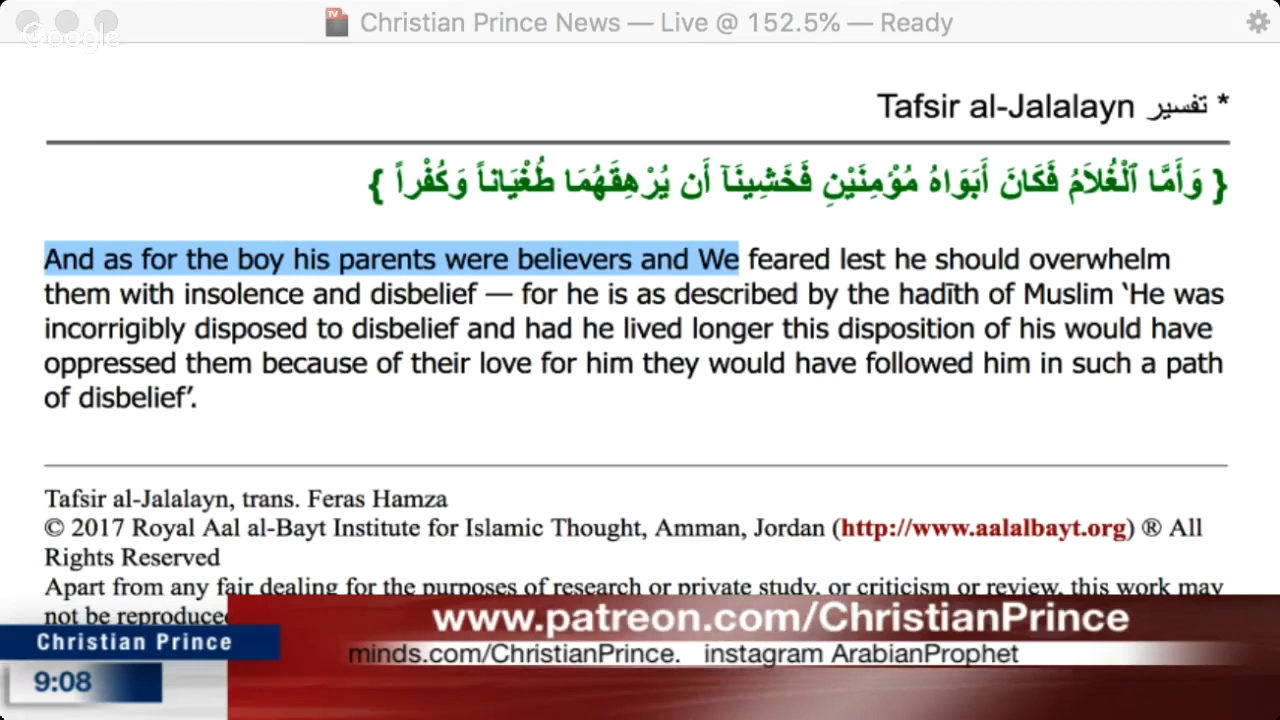 Christian Prince News — Live @ 152.5% — Ready
Google
Tafsir al-Jalalayn تفسير *
{ وَأَمَّا ٱلْغُلاَمُ فَكَانَ أَبَوَاهُ مُؤْمِنَيْنِ فَخَشِينَآ أَن يُرْهِقَهُمَا طُغْيَاناً وَكُفْراً }
And as for the boy his parents were believers and We feared lest he should overwhelm
them with insolence and disbelief — for he is as described by the hadīth of Muslim ‘He was
incorrigibly disposed to disbelief and had he lived longer this disposition of his would have
oppressed them because of their love for him they would have followed him in such a path
of disbelief’.
Tafsir al-Jalalayn, trans. Feras Hamza
© 2017 Royal Aal al-Bayt Institute for Islamic Thought, Amman, Jordan (http://www.aalalbayt.org) ® All
Rights Reserved
Apart from any fair dealing for the purposes of research or private study, or criticism or review, this work may
not be reproduced
www.patreon.com/ChristianPrince
Christian Prince
minds.com/ChristianPrince. instagram ArabianProphet
9:08